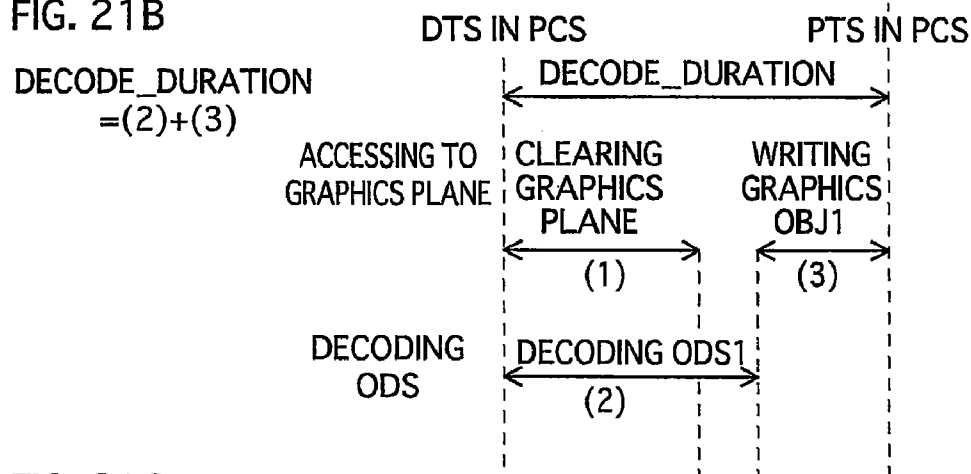 FIG. 21B
DTS IN PCS
PTS IN PCS
DECODE_DURATION
=(2)+(3)
DECODE_DURATION
ACCESSING TO
GRAPHICS PLANE
CLEARING
GRAPHICS
PLANE
(1)
WRITING
GRAPHICS
OBJ1
(3)
DECODING
ODS
DECODING ODS1
(2)